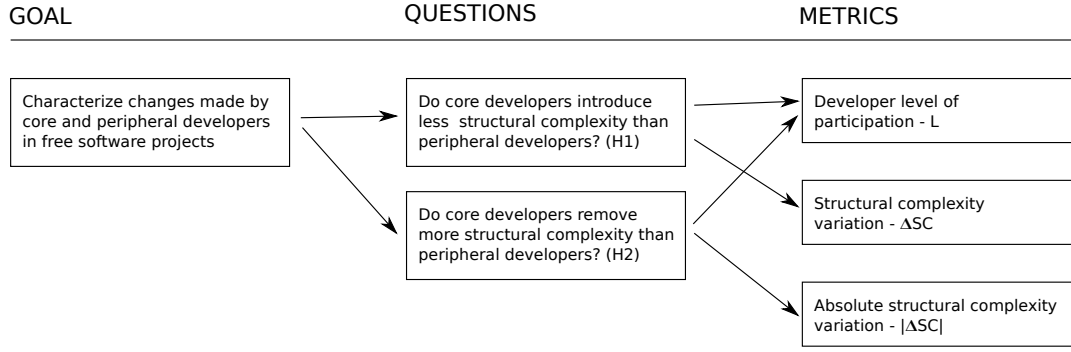 GOAL
QUESTIONS
METRICS
Characterize changes made by
core and peripheral developers
in free software projects
Do core developers introduce
less  structural complexity than
peripheral developers? (H1)
Do core developers remove
more structural complexity than
peripheral developers? (H2)
Developer level of
participation - L
Structural complexity
variation - ΔSC
Absolute structural complexity
variation - |ΔSC|